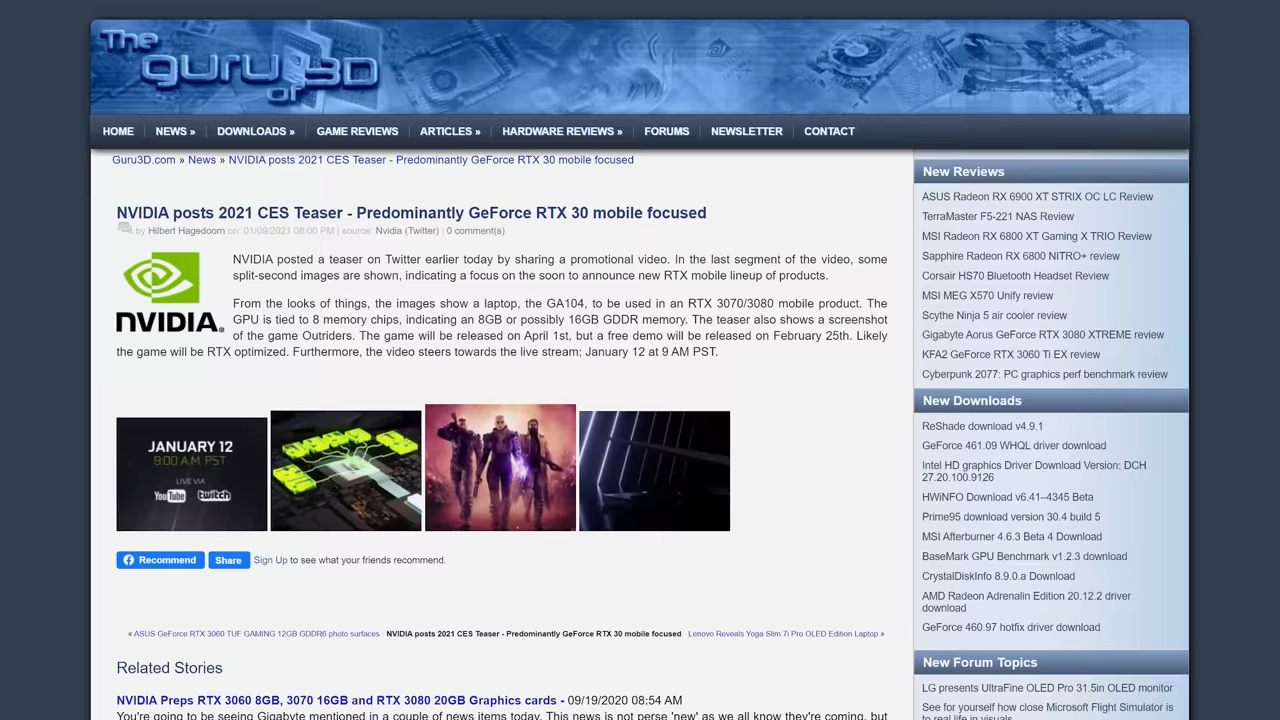 The
guru
of
3D
HOME
NEWS »
DOWNLOADS »
GAME REVIEWS
ARTICLES »
HARDWARE REVIEWS »
FORUMS
NEWSLETTER
CONTACT
Guru3D.com » News » NVIDIA posts 2021 CES Teaser - Predominantly GeForce RTX 30 mobile focused
NVIDIA posts 2021 CES Teaser - Predominantly GeForce RTX 30 mobile focused
by Hilbert Hagedoorn on: 01/09/2021 08:00 PM | source: Nvidia (Twitter) | 0 comment(s)
NVIDIA.
NVIDIA posted a teaser on Twitter earlier today by sharing a promotional video. In the last segment of the video, some
split-second images are shown, indicating a focus on the soon to announce new RTX mobile lineup of products.
From the looks of things, the images show a laptop, the GA104, to be used in an RTX 3070/3080 mobile product. The
GPU is tied to 8 memory chips, indicating an 8GB or possibly 16GB GDDR memory. The teaser also shows a screenshot
of the game Outriders. The game will be released on April 1st, but a free demo will be released on February 25th. Likely
the game will be RTX optimized. Furthermore, the video steers towards the live stream; January 12 at 9 AM PST.
JANUARY 12
9:00 A.M. PST
LIVE VIA
YouTube twitch
Recommend
Share
Sign Up to see what your friends recommend.
« ASUS GeForce RTX 3060 TUF GAMING 12GB GDDR6 photo surfaces · NVIDIA posts 2021 CES Teaser - Predominantly GeForce RTX 30 mobile focused · Lenovo Reveals Yoga Slim 7i Pro OLED Edition Laptop »
Related Stories
NVIDIA Preps RTX 3060 8GB, 3070 16GB and RTX 3080 20GB Graphics cards - 09/19/2020 08:54 AM
You're going to be seeing Gigabyte mentioned in a couple of news items today. This news is not perse 'new' as we all know they're coming, but
New Reviews
ASUS Radeon RX 6900 XT STRIX OC LC Review
TerraMaster F5-221 NAS Review
MSI Radeon RX 6800 XT Gaming X TRIO Review
Sapphire Radeon RX 6800 NITRO+ review
Corsair HS70 Bluetooth Headset Review
MSI MEG X570 Unify review
Scythe Ninja 5 air cooler review
Gigabyte Aorus GeForce RTX 3080 XTREME review
KFA2 GeForce RTX 3060 Ti EX review
Cyberpunk 2077: PC graphics perf benchmark review
New Downloads
ReShade download v4.9.1
GeForce 461.09 WHQL driver download
Intel HD graphics Driver Download Version: DCH
27.20.100.9126
HWiNFO Download v6.41–4345 Beta
Prime95 download version 30.4 build 5
MSI Afterburner 4.6.3 Beta 4 Download
BaseMark GPU Benchmark v1.2.3 download
CrystalDiskInfo 8.9.0.a Download
AMD Radeon Adrenalin Edition 20.12.2 driver
download
GeForce 460.97 hotfix driver download
New Forum Topics
LG presents UltraFine OLED Pro 31.5in OLED monitor
See for yourself how close Microsoft Flight Simulator is
to real life in visuals